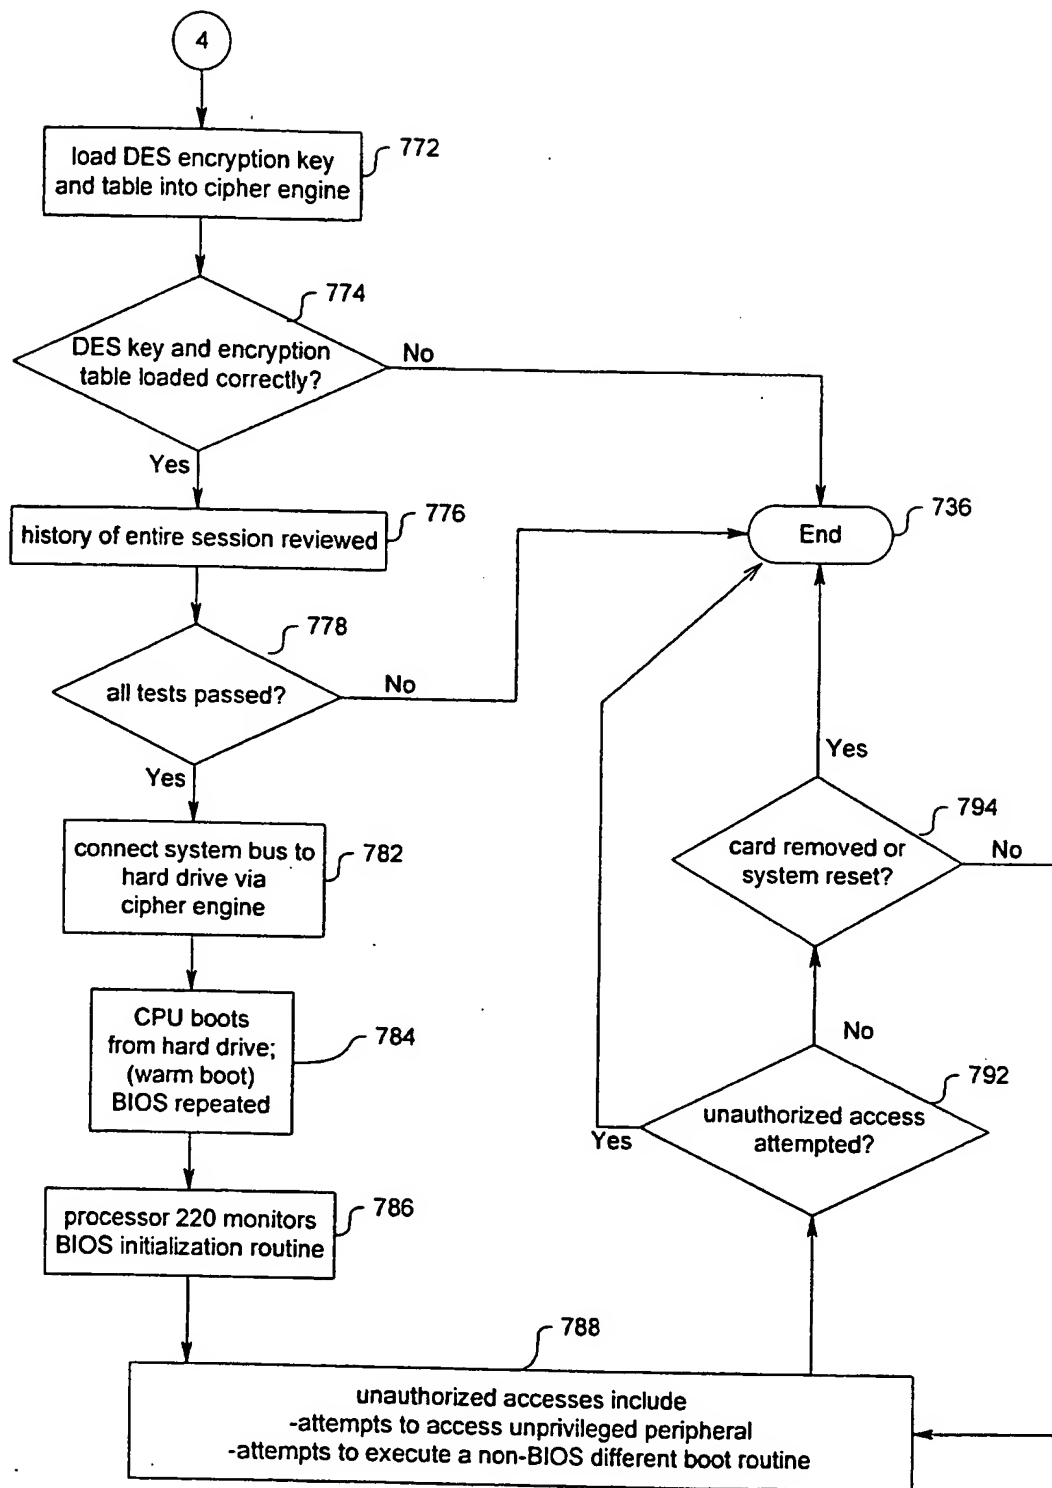 4
load DES encryption key
and table into cipher engine
772
774
DES key and encryption
table loaded correctly?
No
Yes
history of entire session reviewed
776
End
736
778
all tests passed?
No
Yes
connect system bus to
hard drive via
cipher engine
782
Yes
794
card removed or
system reset?
No
CPU boots
from hard drive;
(warm boot)
BIOS repeated
784
No
792
unauthorized access
attempted?
Yes
processor 220 monitors
BIOS initialization routine
786
788
unauthorized accesses include
-attempts to access unprivileged peripheral
-attempts to execute a non-BIOS different boot routine